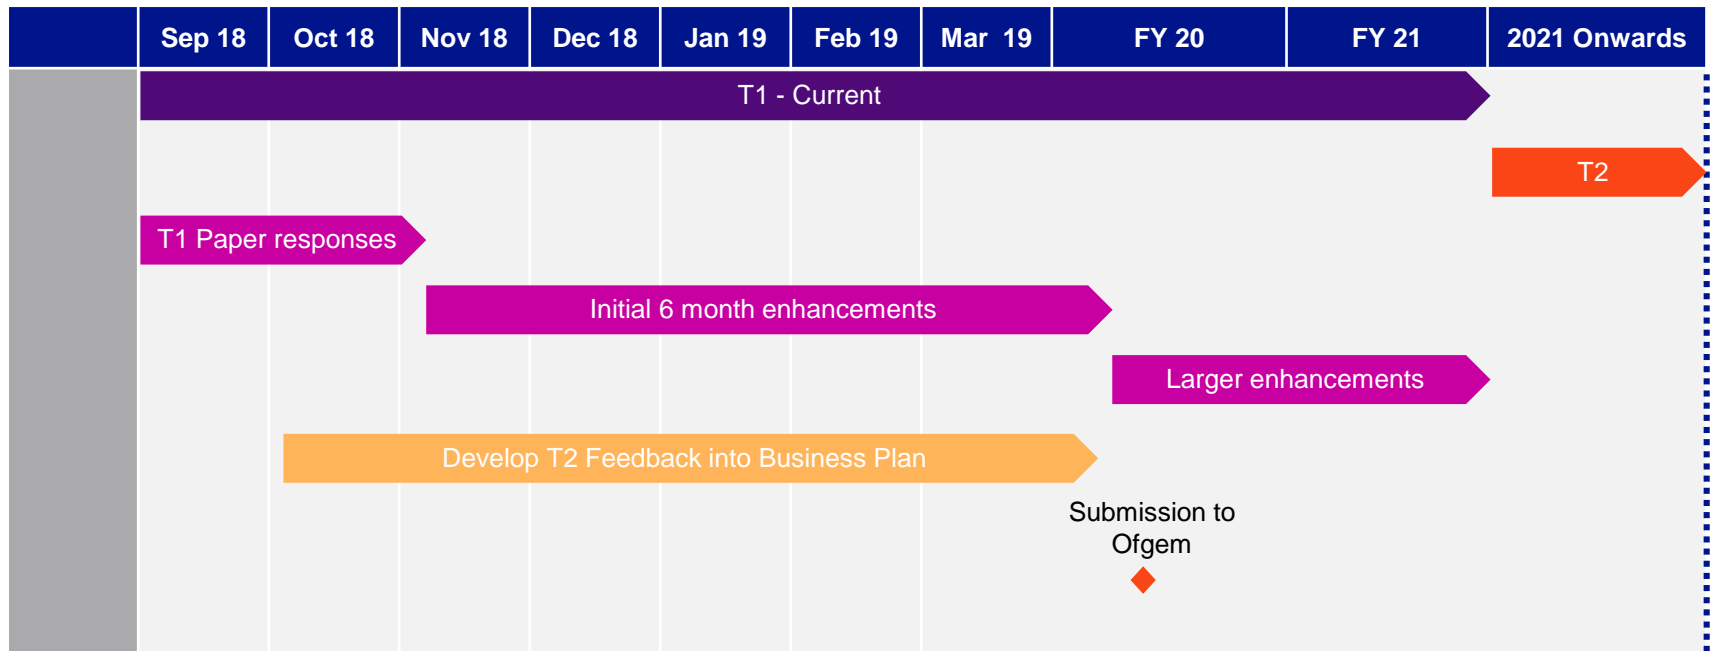 Sep 18 Oct 18 Nov 18 Dec 18 Jan 19 Feb 19 Mar 19 FY 20 FY 21 2021 Onwards
T1 - Current
T2
T1 Paper responses
Initial 6 month enhancements
Larger enhancements
Develop T2 Feedback into Business Plan
Submission to
Ofgem